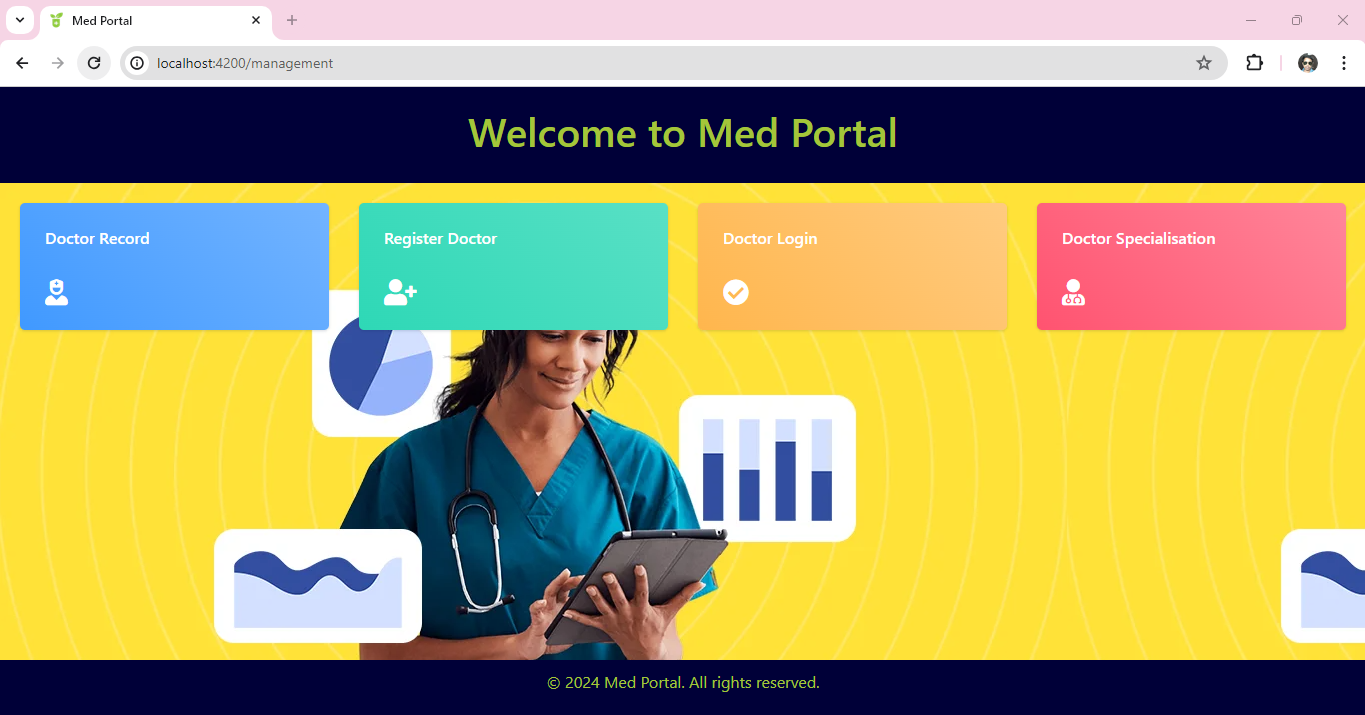 Med Portal
localhost:4200/management
Welcome to Med Portal
Doctor Record
Register Doctor
Doctor Login
Doctor Specialisation
© 2024 Med Portal. All rights reserved.